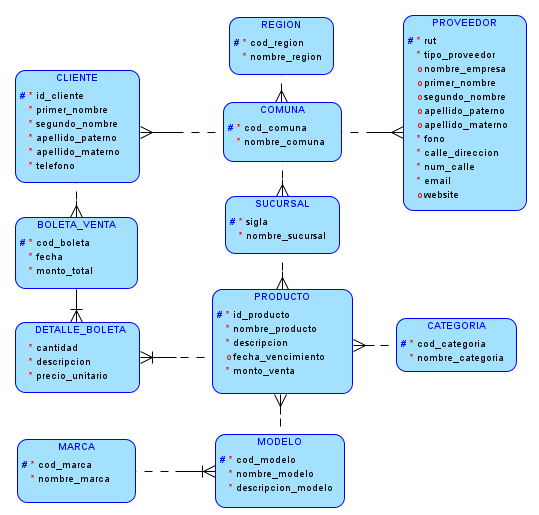 REGION
# * cod_region
* nombre_region
PROVEEDOR
# * rut
* tipo_proveedor
o nombre_empresa
o primer_nombre
o segundo_nombre
o apellido_paterno
o apellido_materno
* fono
* calle_direccion
* num_calle
* email
o website
CLIENTE
# * id_cliente
* primer_nombre
* segundo_nombre
* apellido_paterno
* apellido_materno
* telefono
COMUNA
# * cod_comuna
* nombre_comuna
SUCURSAL
# * sigla
* nombre_sucursal
BOLETA_VENTA
# * cod_boleta
* fecha
* monto_total
PRODUCTO
# * id_producto
* nombre_producto
* descripcion
o fecha_vencimiento
* monto_venta
DETALLE_BOLETA
* cantidad
* descripcion
* precio_unitario
CATEGORIA
# * cod_categoria
* nombre_categoria
MARCA
# * cod_marca
* nombre_marca
MODELO
# * cod_modelo
* nombre_modelo
* descripcion_modelo